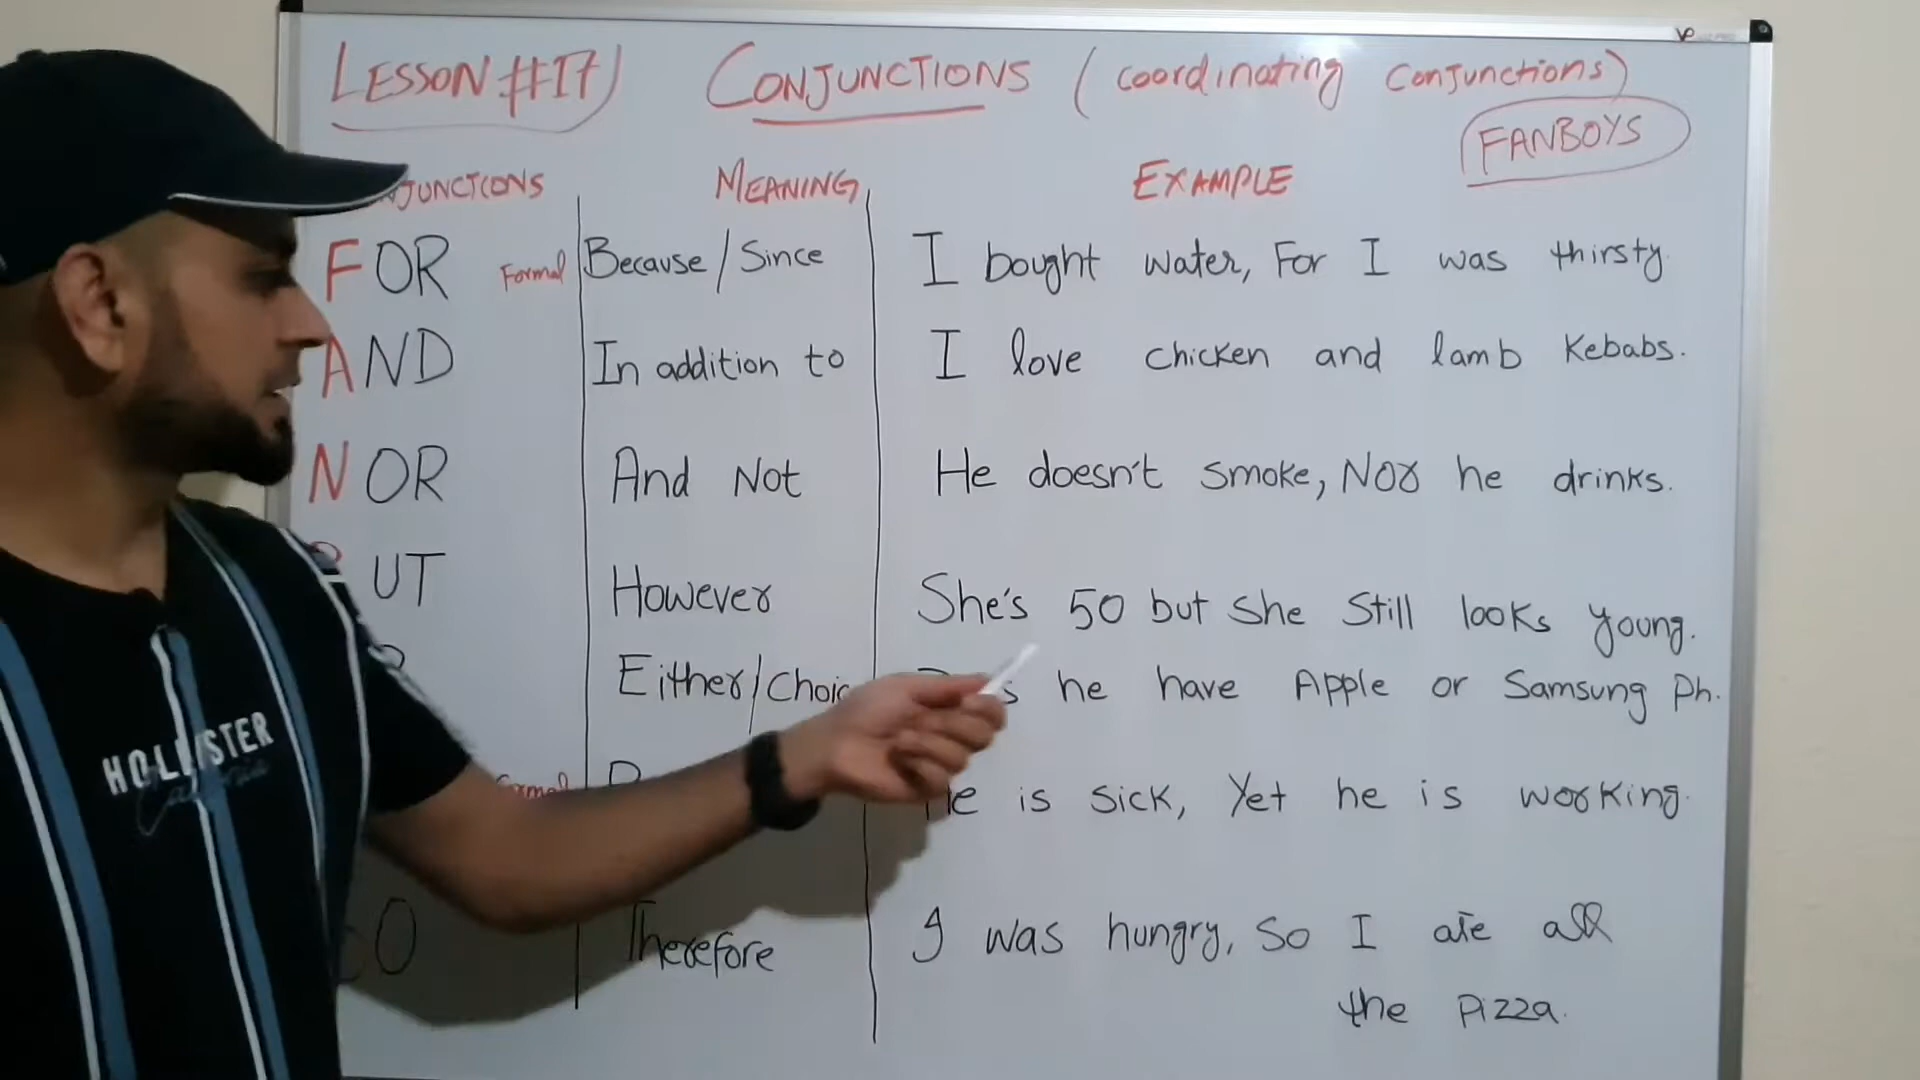 LESSON #17) CONJUNCTIONS (coordinating conjunctions)
FANBOYS
MEANING EXAMPLE
FOR Formal Because/Since I bought water, For I was thirsty.
AND In addition to I love chicken and lamb kebabs.
NOR And Not He doesn't smoke, Nor he drinks.
UT However She's 50 but she still looks young.
Either/Choic he have Apple or Samsung Ph.
is sick, Yet he is working.
Therefore I was hungry, So I ate all
the pizza.
HOLLISTER